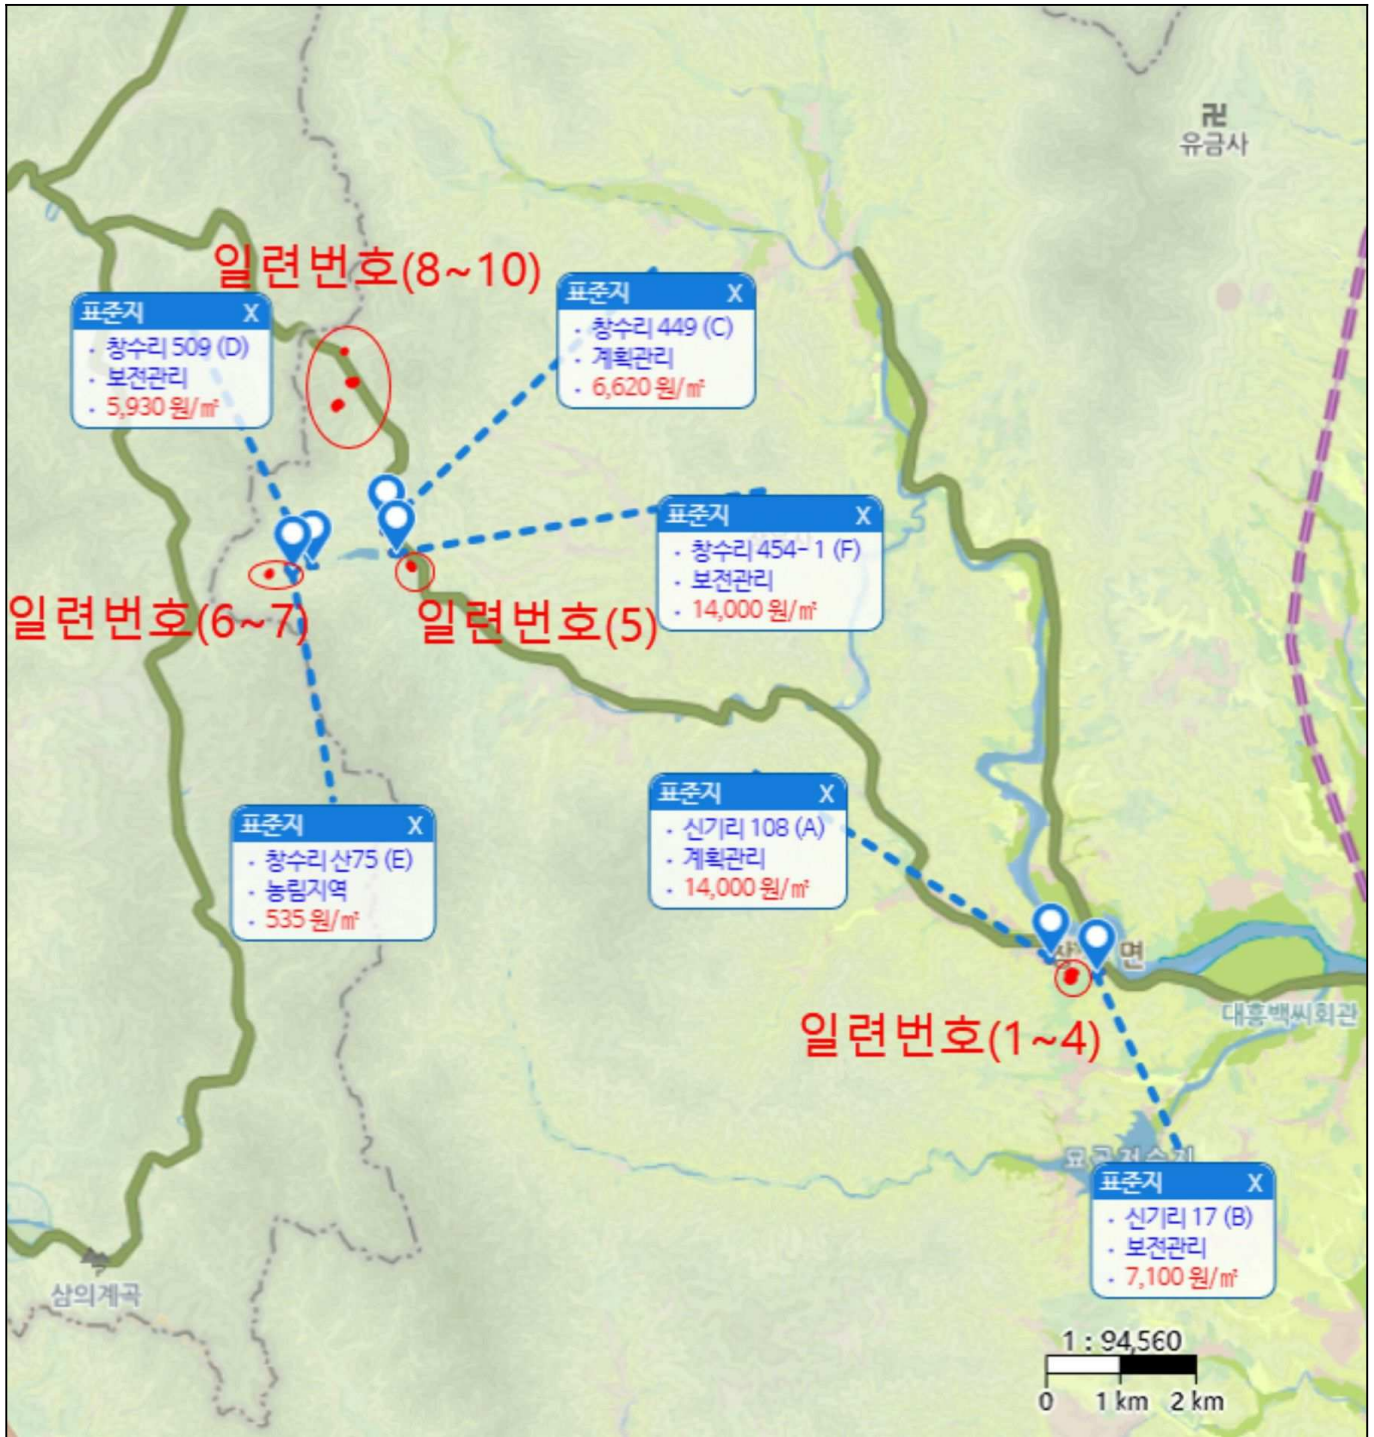 卍
유금사
일련번호(8~10)
표준지 X
· 창수리 509 (D)
· 보전관리
· 5,930 원/㎡
표준지 X
· 창수리 449 (C)
· 계획관리
· 6,620 원/㎡
표준지 X
· 창수리 454-1 (F)
· 보전관리
· 14,000 원/㎡
일련번호(6~7)
일련번호(5)
표준지 X
· 신기리 108 (A)
· 계획관리
· 14,000 원/㎡
표준지 X
· 창수리 산75 (E)
· 농림지역
· 535 원/㎡
면
대흥백씨회관
일련번호(1~4)
표준지 X
· 신기리 17 (B)
· 보전관리
· 7,100 원/㎡
삼의계곡
1 : 94,560
0 1 km 2 km